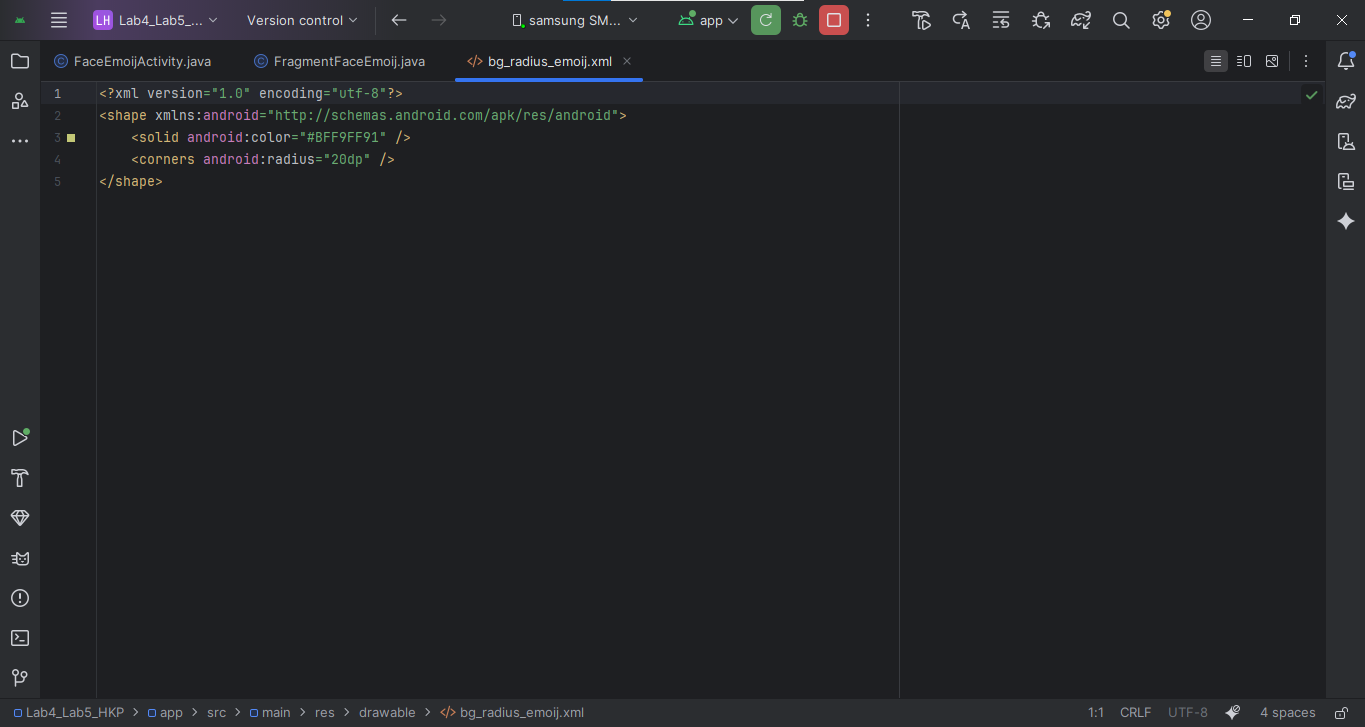 LH Lab4_Lab5_... Version control samsung SM... app
FaceEmoijActivity.java FragmentFaceEmoij.java bg_radius_emoij.xml
1 <?xml version="1.0" encoding="utf-8"?>
2 <shape xmlns:android="http://schemas.android.com/apk/res/android">
3 <solid android:color="#BFF9FF91" />
4 <corners android:radius="20dp" />
5 </shape>
Lab4_Lab5_HKP > app > src > main > res > drawable > </> bg_radius_emoij.xml 1:1 CRLF UTF-8 4 spaces